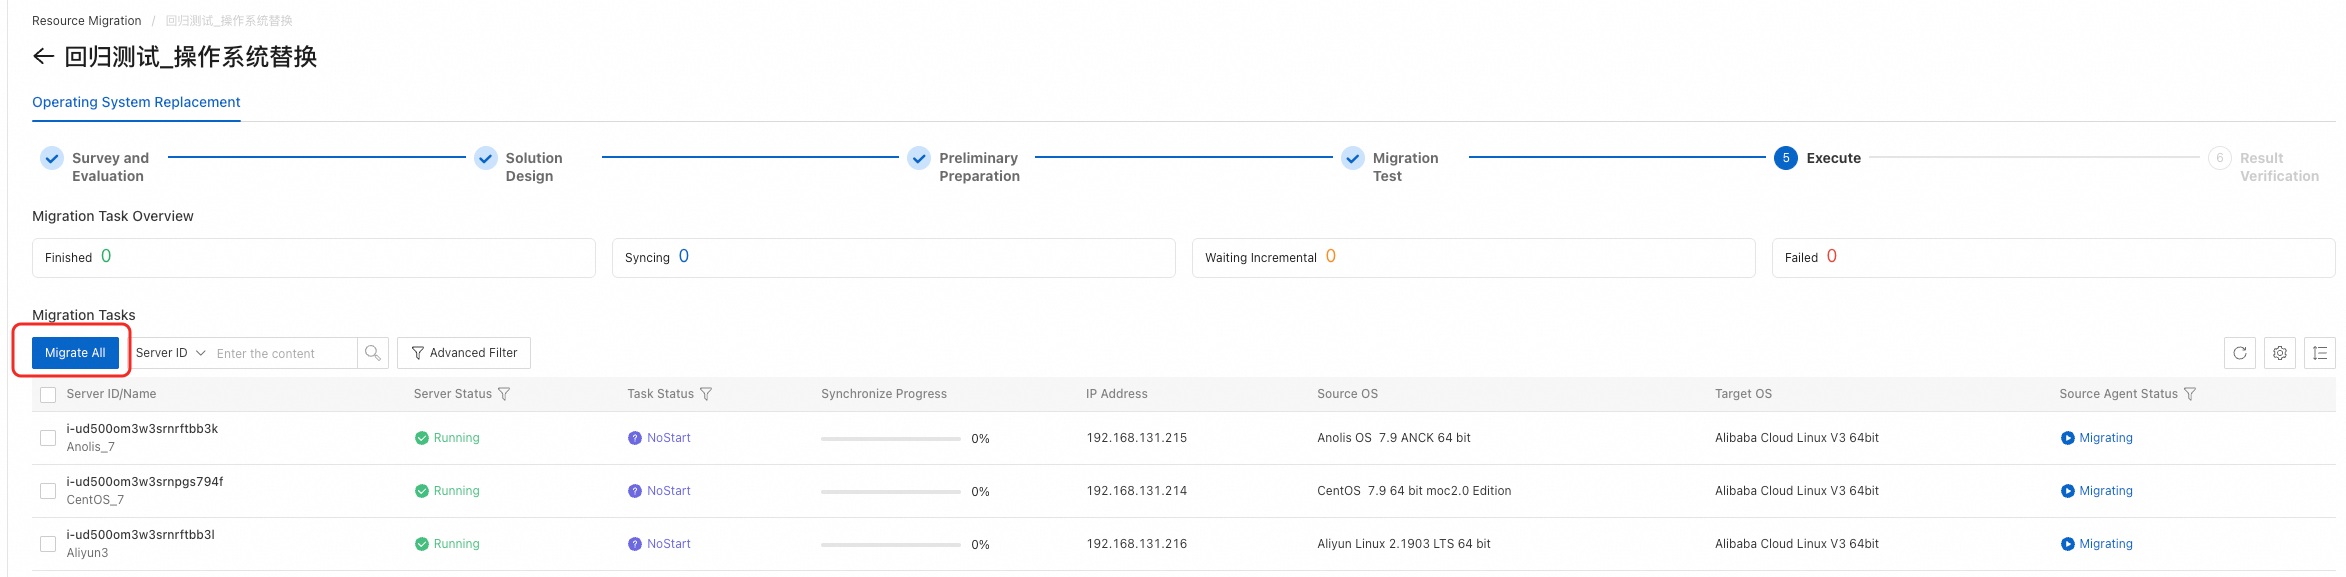 Resource Migration / 回归测试_操作系统替换
← 回归测试_操作系统替换
Operating System Replacement
Survey and Evaluation
Solution Design
Preliminary Preparation
Migration Test
5 Execute
6 Result Verification
Migration Task Overview
Finished 0
Syncing 0
Waiting Incremental 0
Failed 0
Migration Tasks
Migrate All Server ID Enter the content Advanced Filter
Server ID/Name Server Status Task Status Synchronize Progress IP Address Source OS Target OS Source Agent Status
i-ud500om3w3srnrftbb3k Running NoStart 0% 192.168.131.215 Anolis OS 7.9 ANCK 64 bit Alibaba Cloud Linux V3 64bit Migrating
Anolis_7
i-ud500om3w3srnpgs794f Running NoStart 0% 192.168.131.214 CentOS 7.9 64 bit moc2.0 Edition Alibaba Cloud Linux V3 64bit Migrating
CentOS_7
i-ud500om3w3srnrftbb3l Running NoStart 0% 192.168.131.216 Aliyun Linux 2.1903 LTS 64 bit Alibaba Cloud Linux V3 64bit Migrating
Aliyun3